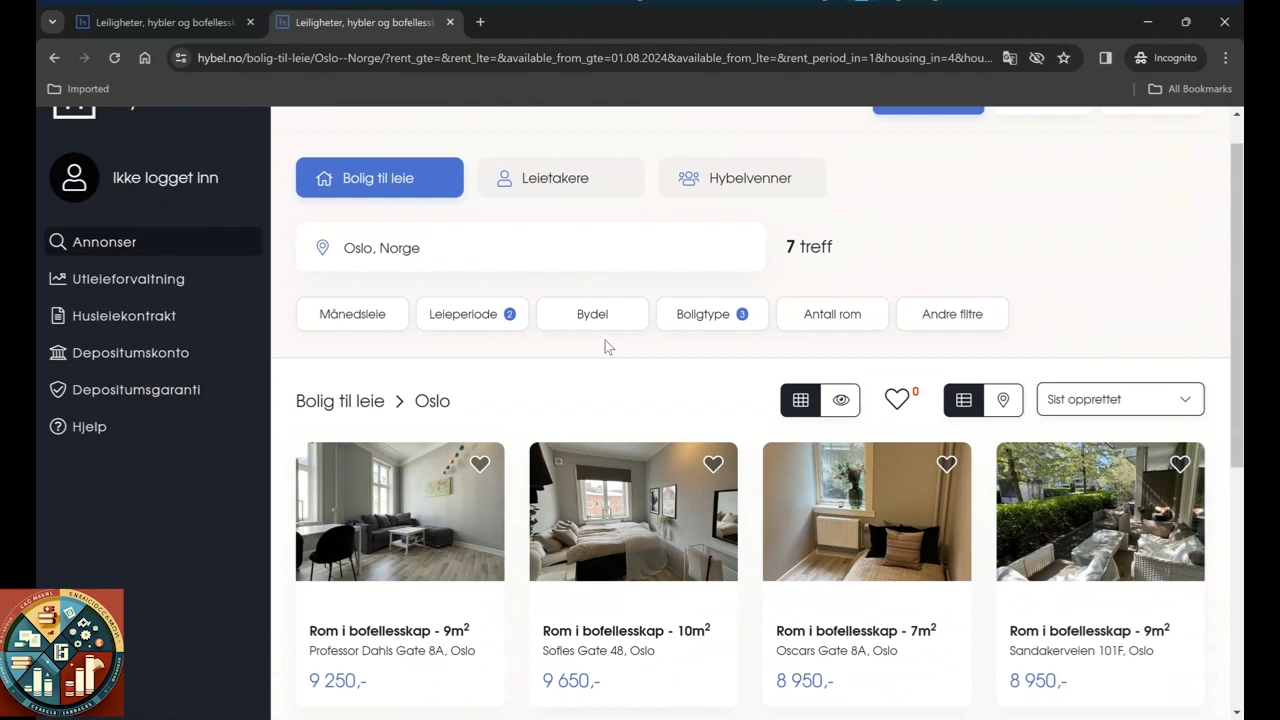 Leiligheter, hybler og bofelless
Leiligheter, hybler og bofelless
hybel.no/bolig-til-leie/Oslo--Norge/?rent_gte=&rent_lte=&available_from_gte=01.08.2024&available_from_lte=&rent_period_in=1&housing_in=4&hou...
Incognito
Imported
All Bookmarks
Ikke logget inn
Annonser
Utleieforvaltning
Husleiekontrakt
Depositumskonto
Depositumsgaranti
Hjelp
Bolig til leie
Leietakere
Hybelvenner
Oslo, Norge
7 treff
Månedsleie
Leieperiode 2
Bydel
Boligtype 3
Antall rom
Andre filtre
Bolig til leie > Oslo
0
Sist opprettet
Rom i bofellesskap - 9m²
Professor Dahls Gate 8A, Oslo
9 250,-
Rom i bofellesskap - 10m²
Sofies Gate 48, Oslo
9 650,-
Rom i bofellesskap - 7m²
Oscars Gate 8A, Oslo
8 950,-
Rom i bofellesskap - 9m²
Sandakerveien 101F, Oslo
8 950,-